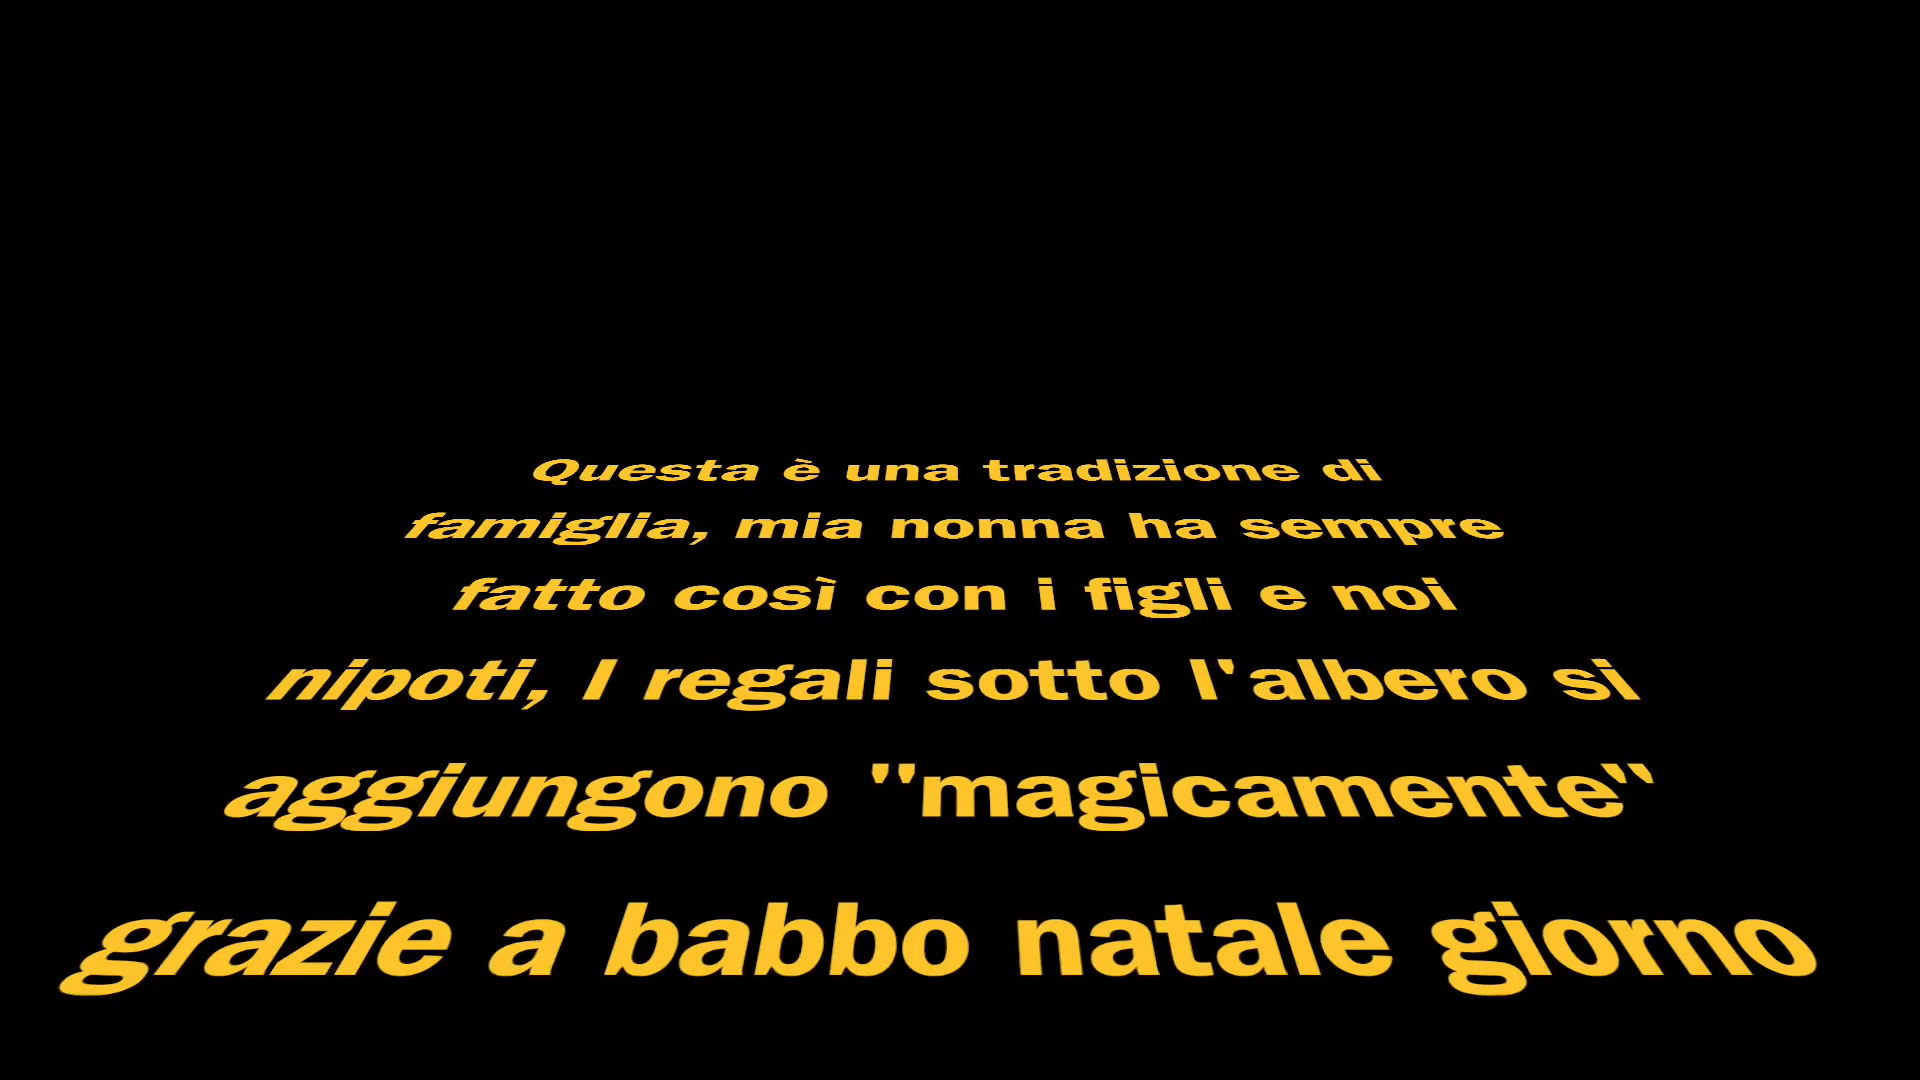 Questa è una tradizione di
famiglia, mia nonna ha sempre
fatto così con i figli e noi
nipoti, I regali sotto l'albero si
aggiungono "magicamente"
grazie a babbo natale giorno